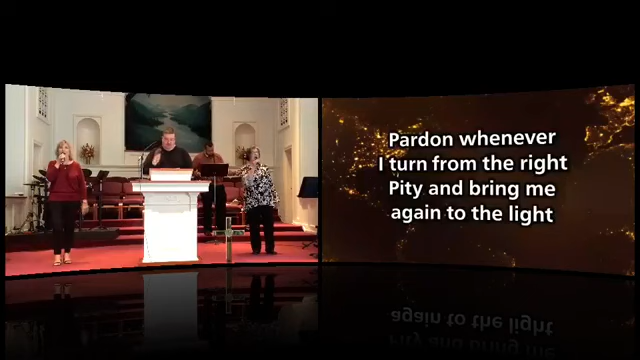 Pardon whenever
I turn from the right
Pity and bring me
again to the light